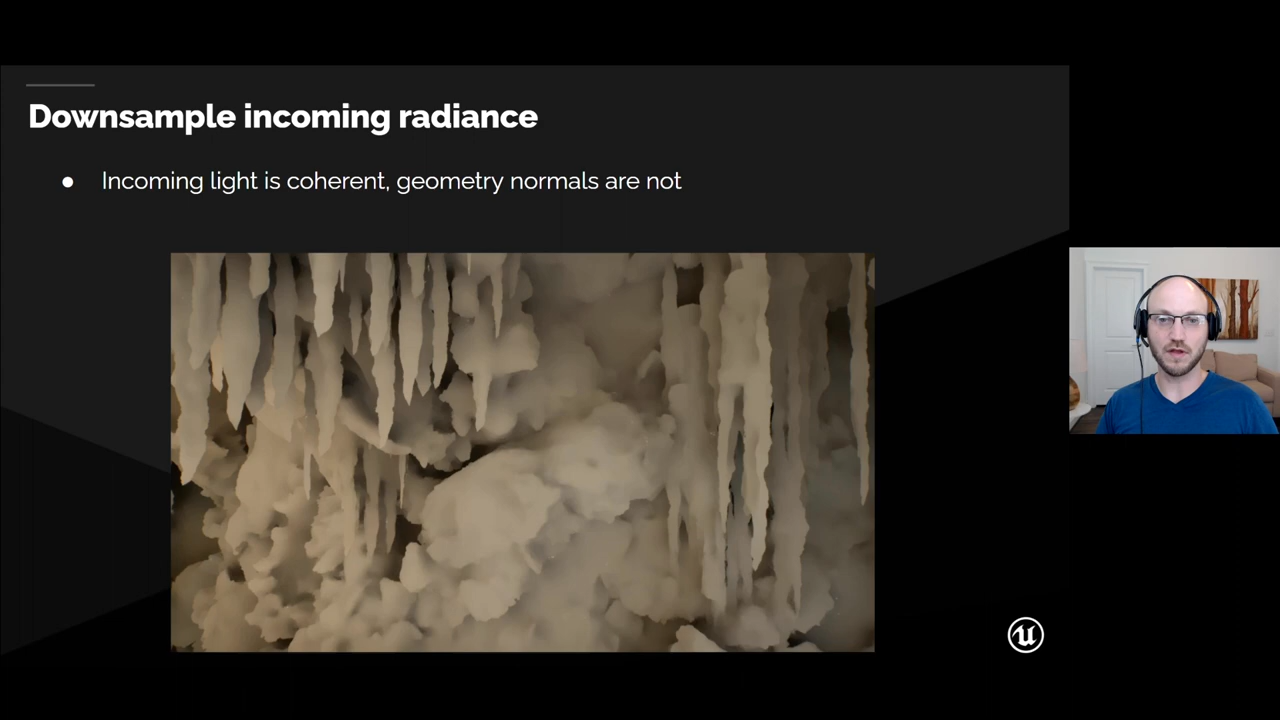 Downsample incoming radiance
● Incoming light is coherent, geometry normals are not